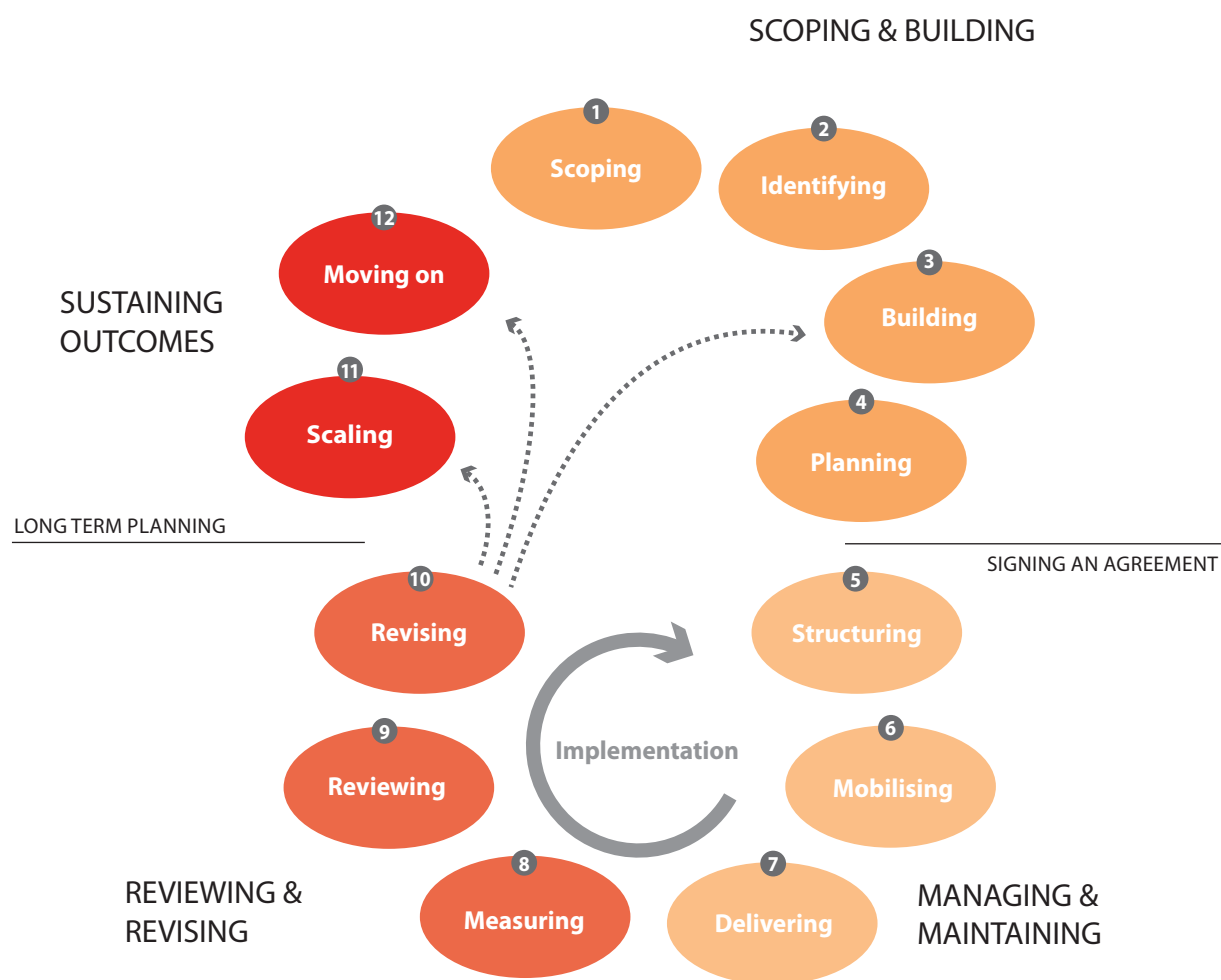 SCOPING & BUILDING
1
Scoping
2
Identifying
3
Building
4
Planning
SIGNING AN AGREEMENT
5
Structuring
6
Mobilising
7
Delivering
MANAGING &
MAINTAINING
8
Measuring
9
Reviewing
10
Revising
REVIEWING &
REVISING
Implementation
LONG TERM PLANNING
11
Scaling
12
Moving on
SUSTAINING
OUTCOMES